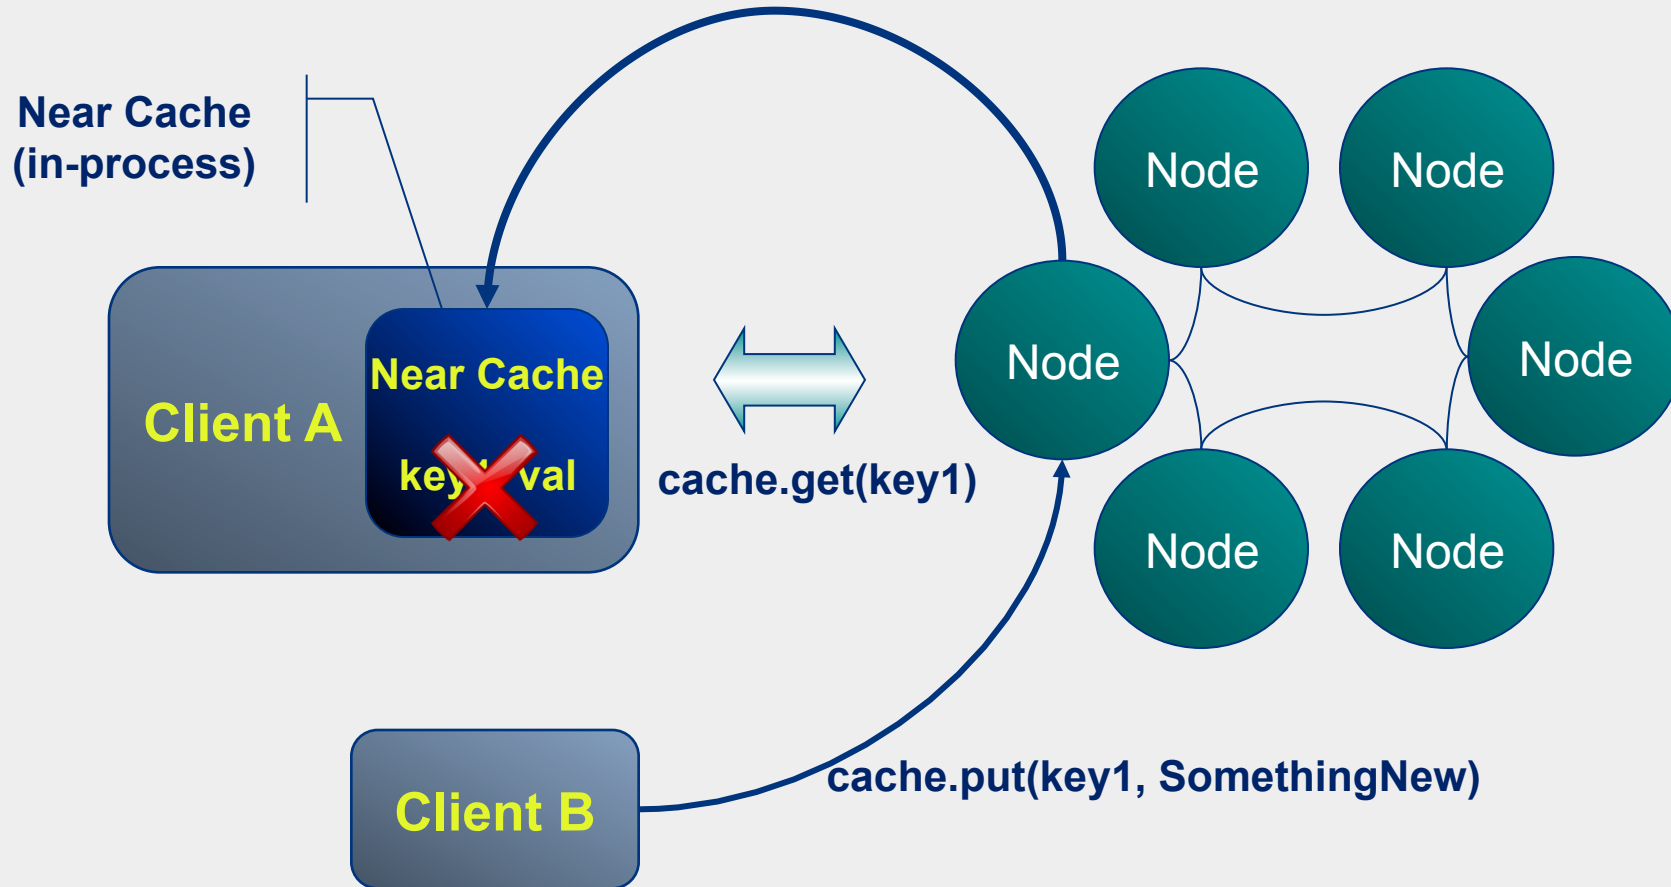 Near Cache
(in-process)
Node
Node
Near Cache
Client A
key val
cache.get(key1)
Node
Node
Node
Node
cache.put(key1, SomethingNew)
Client B